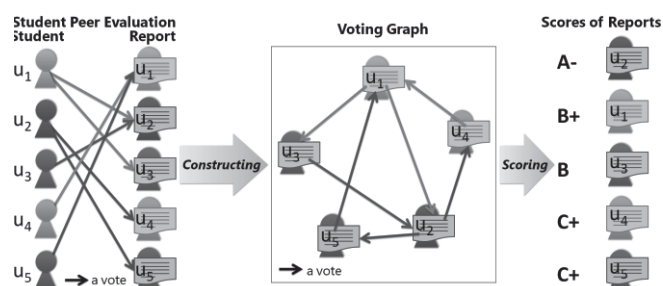 Student Peer Evaluation
Student Report
Voting Graph
Scores of Reports
u1
u2
u3
u4
u5
u1
u2
u3
u4
u5
→ a vote
Constructing
u1
u4
u3
u2
u5
→ a vote
Scoring
A- u2
B+ u1
B u3
C+ u4
C+ u5